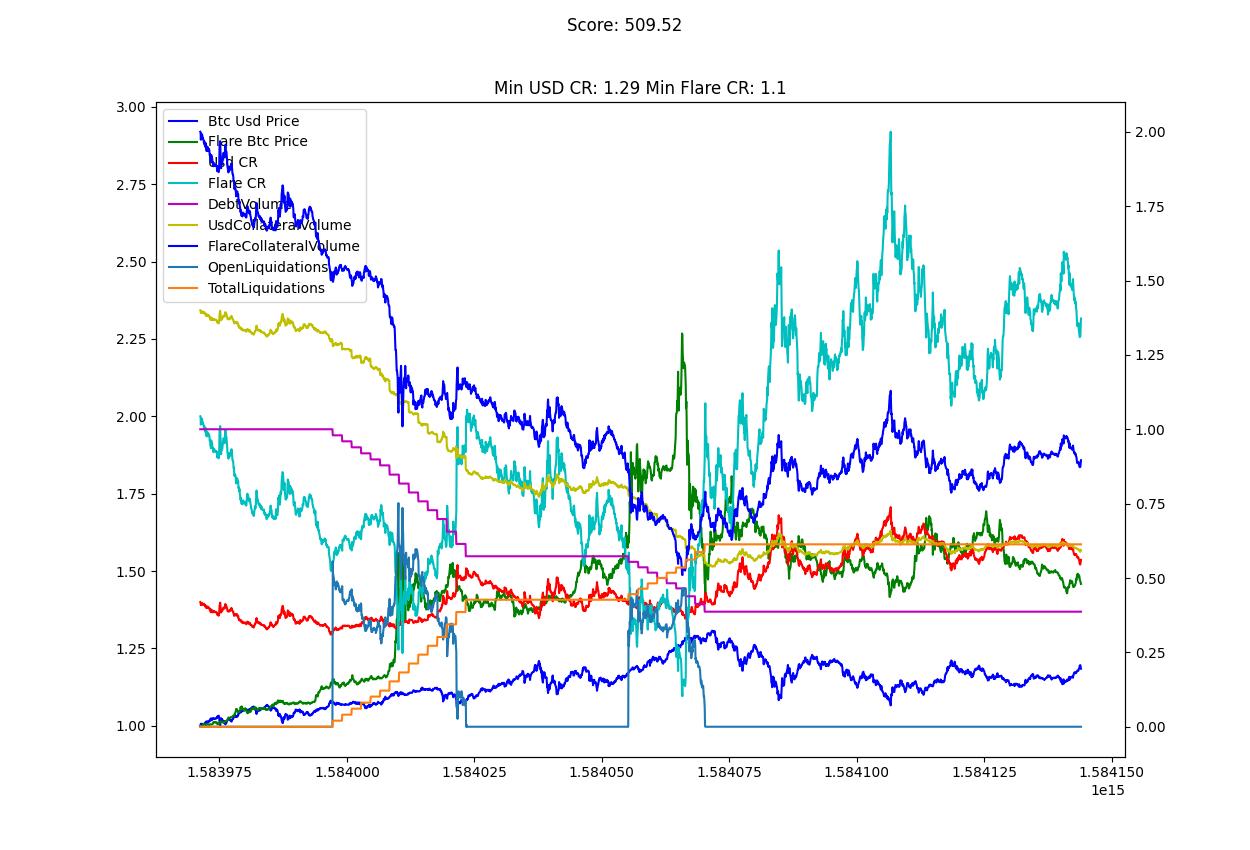 Score: 509.52
Min USD CR: 1.29 Min Flare CR: 1.1
3.00
2.75
2.50
2.25
2.00
1.75
1.50
1.25
1.00
Btc Usd Price
Flare Btc Price
Usd CR
Flare CR
DebtVolume
UsdCollateralVolume
FlareCollateralVolume
OpenLiquidations
TotalLiquidations
2.00
1.75
1.50
1.25
1.00
0.75
0.50
0.25
0.00
1.583975
1.584000
1.584025
1.584050
1.584075
1.584100
1.584125
1.584150
1e15